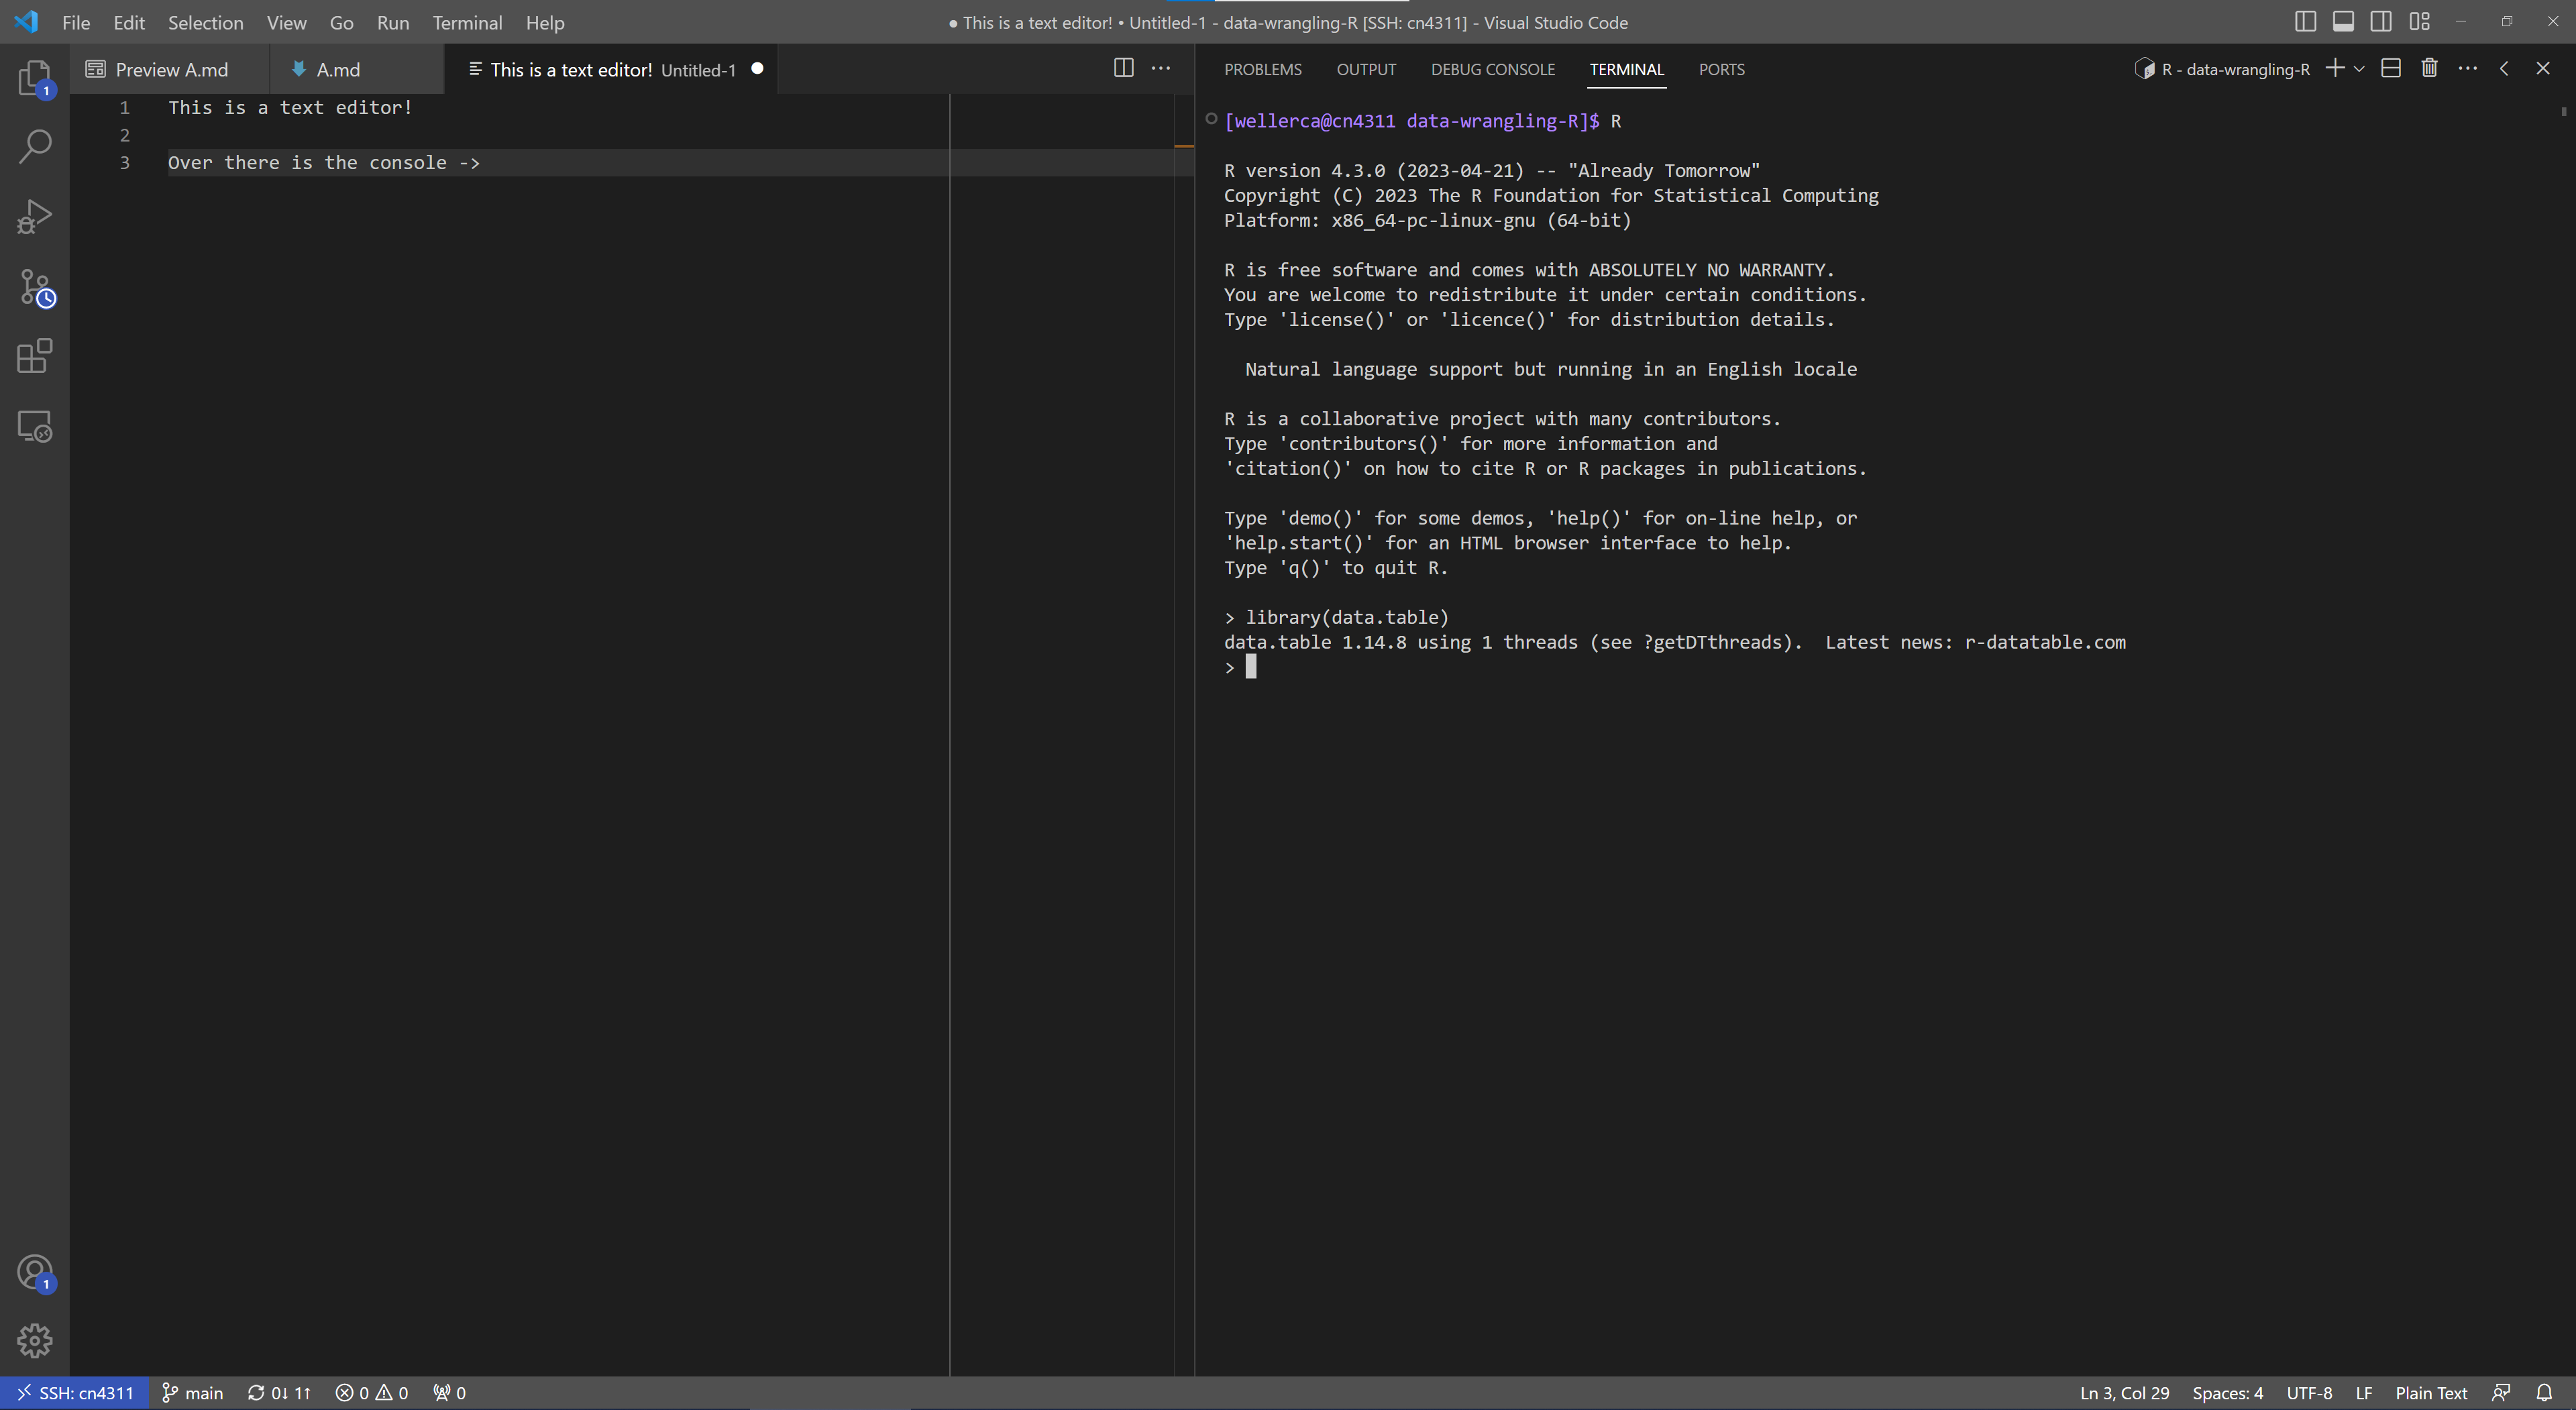 File Edit Selection View Go Run Terminal Help
● This is a text editor! • Untitled-1 - data-wrangling-R [SSH: cn4311] - Visual Studio Code
Preview A.md
A.md
This is a text editor! Untitled-1
1 This is a text editor!
2
3 Over there is the console ->
PROBLEMS OUTPUT DEBUG CONSOLE TERMINAL PORTS
R - data-wrangling-R
[wellerca@cn4311 data-wrangling-R]$ R
R version 4.3.0 (2023-04-21) -- "Already Tomorrow"
Copyright (C) 2023 The R Foundation for Statistical Computing
Platform: x86_64-pc-linux-gnu (64-bit)
R is free software and comes with ABSOLUTELY NO WARRANTY.
You are welcome to redistribute it under certain conditions.
Type 'license()' or 'licence()' for distribution details.
Natural language support but running in an English locale
R is a collaborative project with many contributors.
Type 'contributors()' for more information and
'citation()' on how to cite R or R packages in publications.
Type 'demo()' for some demos, 'help()' for on-line help, or
'help.start()' for an HTML browser interface to help.
Type 'q()' to quit R.
> library(data.table)
data.table 1.14.8 using 1 threads (see ?getDTthreads).  Latest news: r-datatable.com
>
1
1
SSH: cn4311 main 0↓ 1↑ 0 0 0
Ln 3, Col 29 Spaces: 4 UTF-8 LF Plain Text